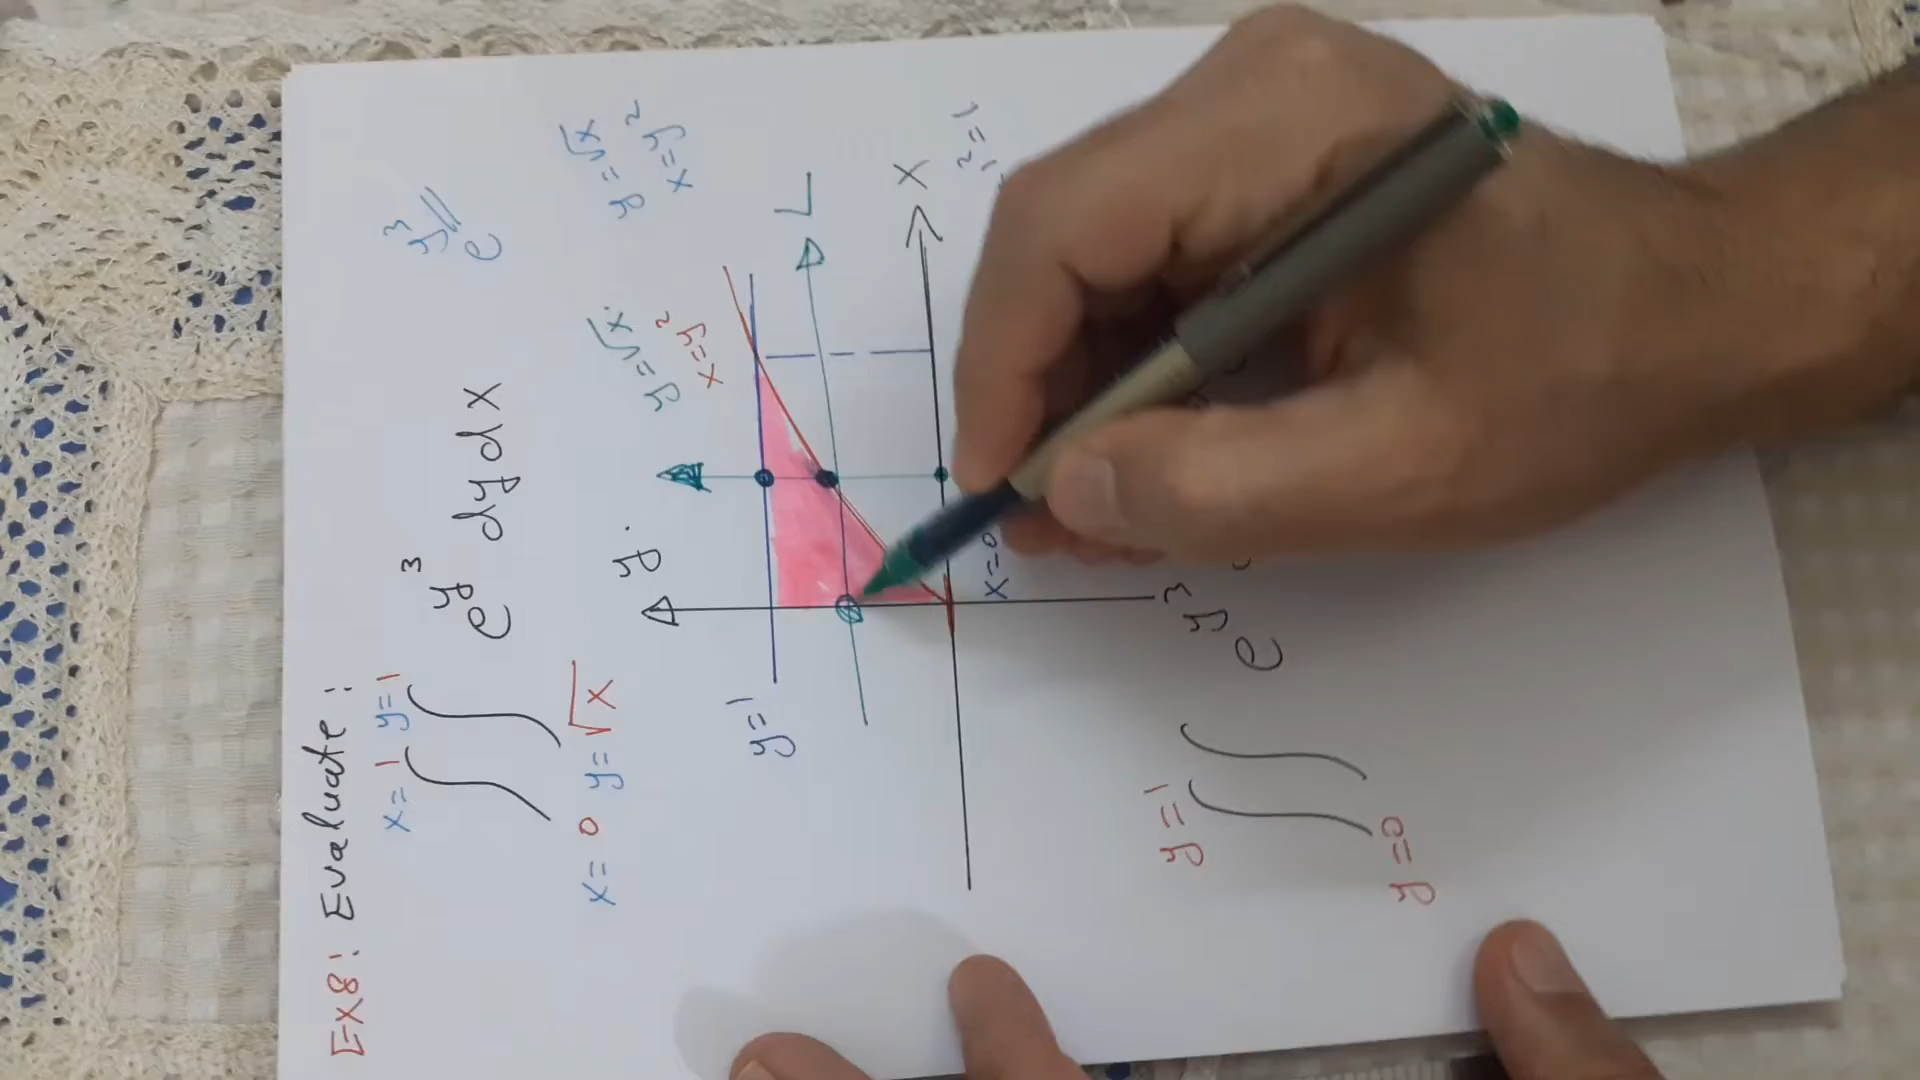 Ex8: Evaluate:
x=1 y=1
∫ ∫ e^y^3 dy dx
x=0 y=√x
e^y^3
y=√x
x=y^2
y=√x
x=y^2
y
L
X
y=1
x=0
y=1
∫ ∫ e^y^3
y=0